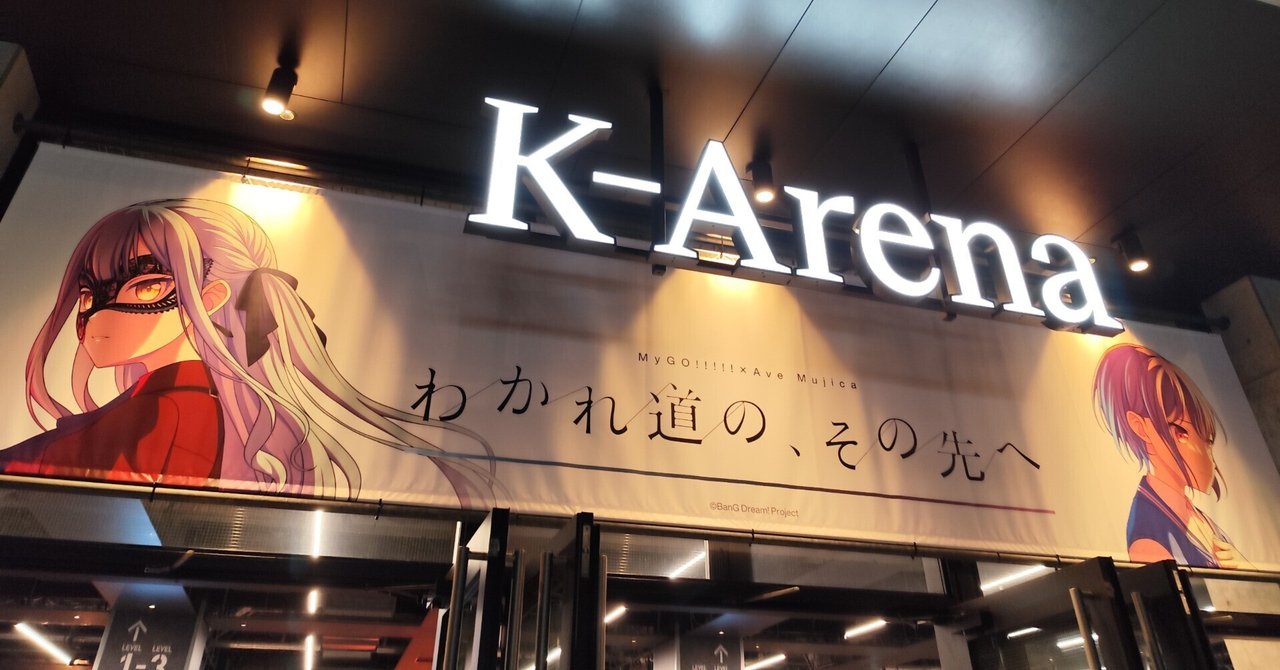 K-Arena
MyGO!!!!!×Ave Mujica
わかれ道の、その先へ
©BanG Dream! Project
LEVEL
1-3
LEVEL LEVEL